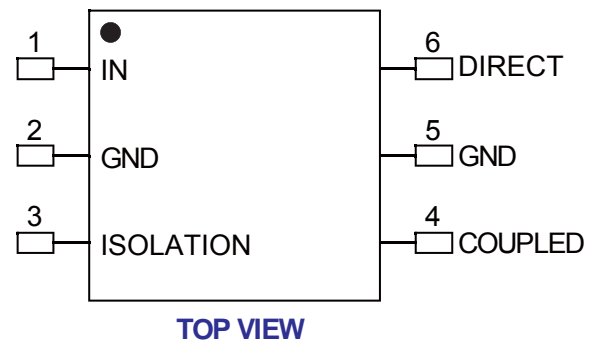 1 6
IN DIRECT
2 5
GND GND
3 4
ISOLATION COUPLED
TOP VIEW